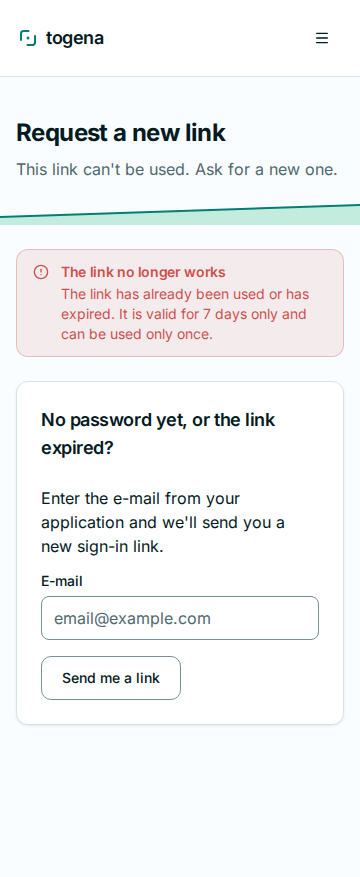 togena
Request a new link
This link can't be used. Ask for a new one.
The link no longer works
The link has already been used or has
expired. It is valid for 7 days only and
can be used only once.
No password yet, or the link
expired?
Enter the e-mail from your
application and we'll send you a
new sign-in link.
E-mail
email@example.com
Send me a link